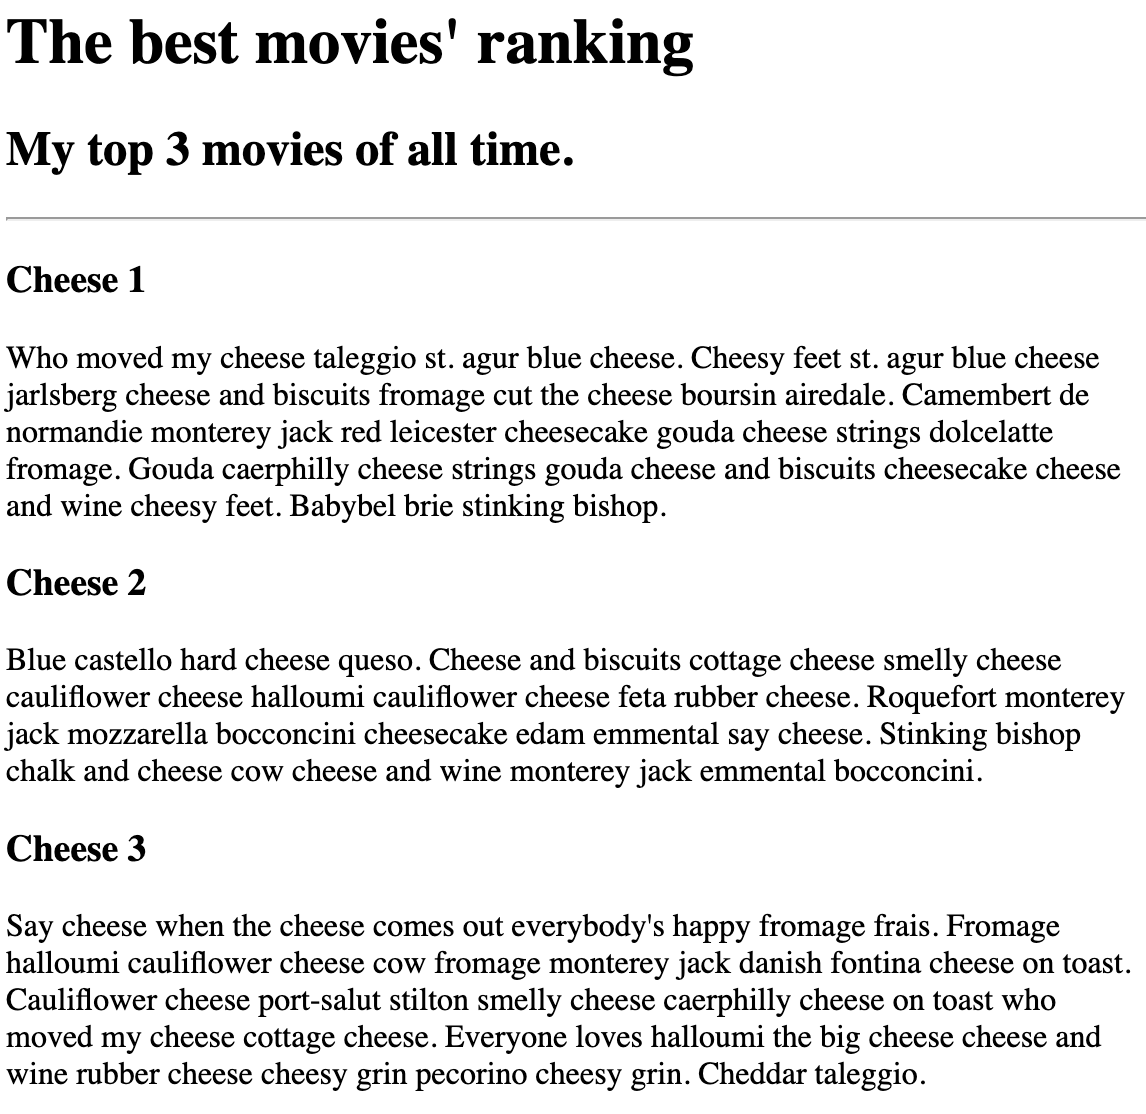 The best movies' ranking
My top 3 movies of all time.
Cheese 1
Who moved my cheese taleggio st. agur blue cheese. Cheesy feet st. agur blue cheese
jarlsberg cheese and biscuits fromage cut the cheese boursin airedale. Camembert de
normandie monterey jack red leicester cheesecake gouda cheese strings dolcelatte
fromage. Gouda caerphilly cheese strings gouda cheese and biscuits cheesecake cheese
and wine cheesy feet. Babybel brie stinking bishop.
Cheese 2
Blue castello hard cheese queso. Cheese and biscuits cottage cheese smelly cheese
cauliflower cheese halloumi cauliflower cheese feta rubber cheese. Roquefort monterey
jack mozzarella bocconcini cheesecake edam emmental say cheese. Stinking bishop
chalk and cheese cow cheese and wine monterey jack emmental bocconcini.
Cheese 3
Say cheese when the cheese comes out everybody's happy fromage frais. Fromage
halloumi cauliflower cheese cow fromage monterey jack danish fontina cheese on toast.
Cauliflower cheese port-salut stilton smelly cheese caerphilly cheese on toast who
moved my cheese cottage cheese. Everyone loves halloumi the big cheese cheese and
wine rubber cheese cheesy grin pecorino cheesy grin. Cheddar taleggio.